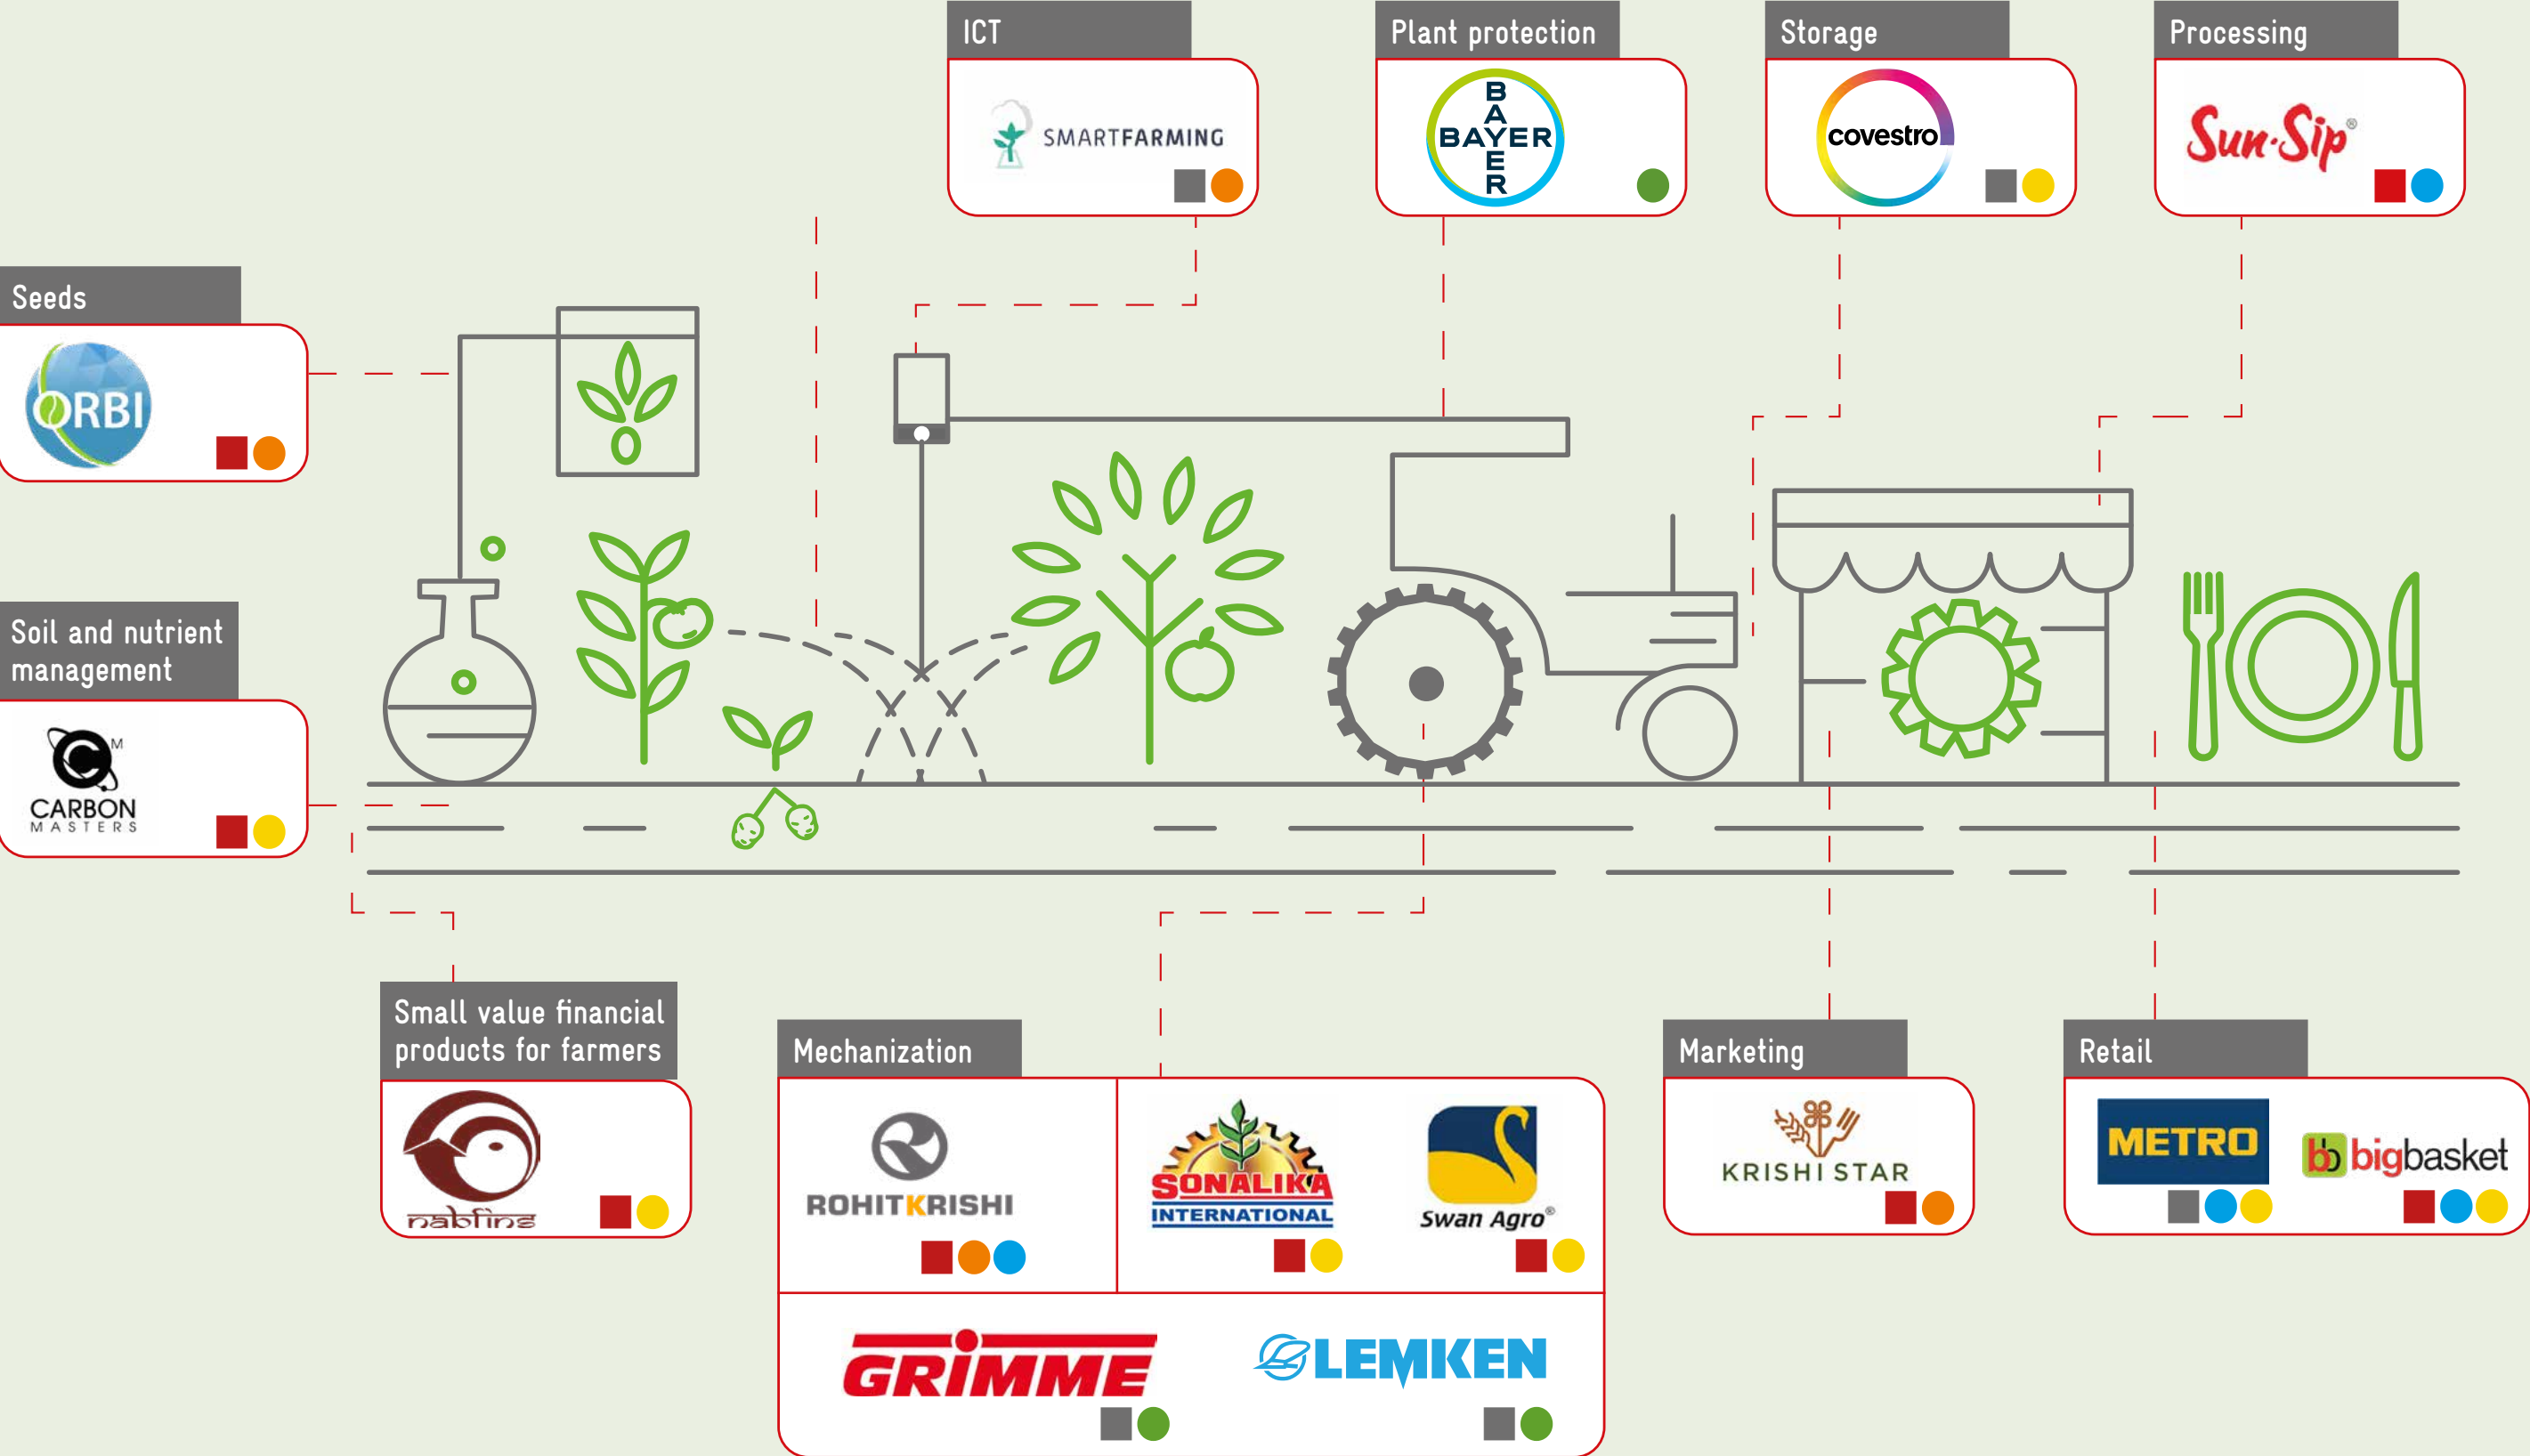 ICT
SMARTFARMING
Plant protection
BAYER
BAYER
Storage
covestro
Processing
Sun·Sip®
Seeds
ORBI
Soil and nutrient
management
C M
CARBON
MASTERS
Small value financial
products for farmers
nabfins
Mechanization
ROHITKRISHI
SONALIKA
INTERNATIONAL
Swan Agro®
GRIMME
LEMKEN
Marketing
KRISHI STAR
Retail
METRO
bb bigbasket